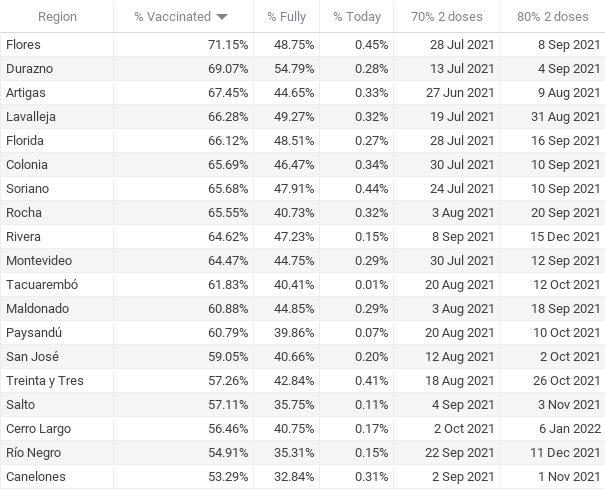 Region % Vaccinated % Fully % Today 70% 2 doses 80% 2 doses
Flores 71.15% 48.75% 0.45% 28 Jul 2021 8 Sep 2021
Durazno 69.07% 54.79% 0.28% 13 Jul 2021 4 Sep 2021
Artigas 67.45% 44.65% 0.33% 27 Jun 2021 9 Aug 2021
Lavalleja 66.28% 49.27% 0.32% 19 Jul 2021 31 Aug 2021
Florida 66.12% 48.51% 0.27% 28 Jul 2021 16 Sep 2021
Colonia 65.69% 46.47% 0.34% 30 Jul 2021 10 Sep 2021
Soriano 65.68% 47.91% 0.44% 24 Jul 2021 10 Sep 2021
Rocha 65.55% 40.73% 0.32% 3 Aug 2021 20 Sep 2021
Rivera 64.62% 47.23% 0.15% 8 Sep 2021 15 Dec 2021
Montevideo 64.47% 44.75% 0.29% 30 Jul 2021 12 Sep 2021
Tacuarembó 61.83% 40.41% 0.01% 20 Aug 2021 12 Oct 2021
Maldonado 60.88% 44.85% 0.29% 3 Aug 2021 18 Sep 2021
Paysandú 60.79% 39.86% 0.07% 20 Aug 2021 10 Oct 2021
San José 59.05% 40.66% 0.20% 12 Aug 2021 2 Oct 2021
Treinta y Tres 57.26% 42.84% 0.41% 18 Aug 2021 26 Oct 2021
Salto 57.11% 35.75% 0.11% 4 Sep 2021 3 Nov 2021
Cerro Largo 56.46% 40.75% 0.17% 2 Oct 2021 6 Jan 2022
Río Negro 54.91% 35.31% 0.15% 22 Sep 2021 11 Dec 2021
Canelones 53.29% 32.84% 0.31% 2 Sep 2021 1 Nov 2021